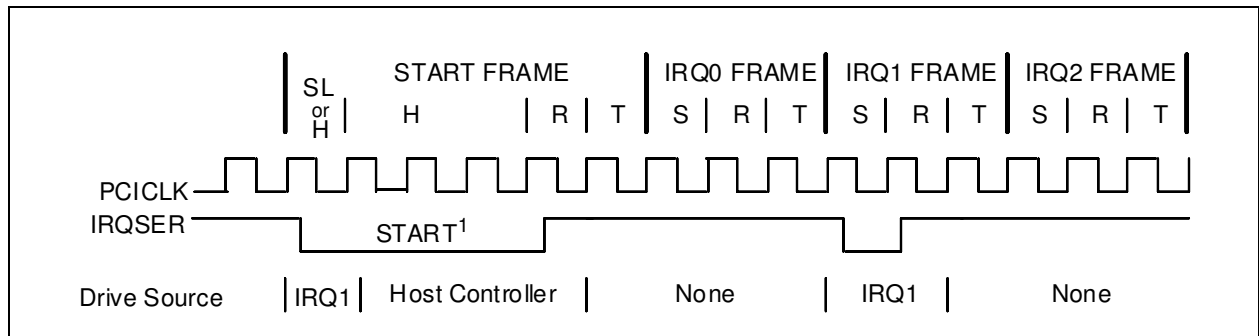 START FRAME IRQ0 FRAME IRQ1 FRAME IRQ2 FRAME
SL
or
H
H R T S R T S R T S R T
PCICLK
IRQSER
START1
Drive Source IRQ1 Host Controller None IRQ1 None